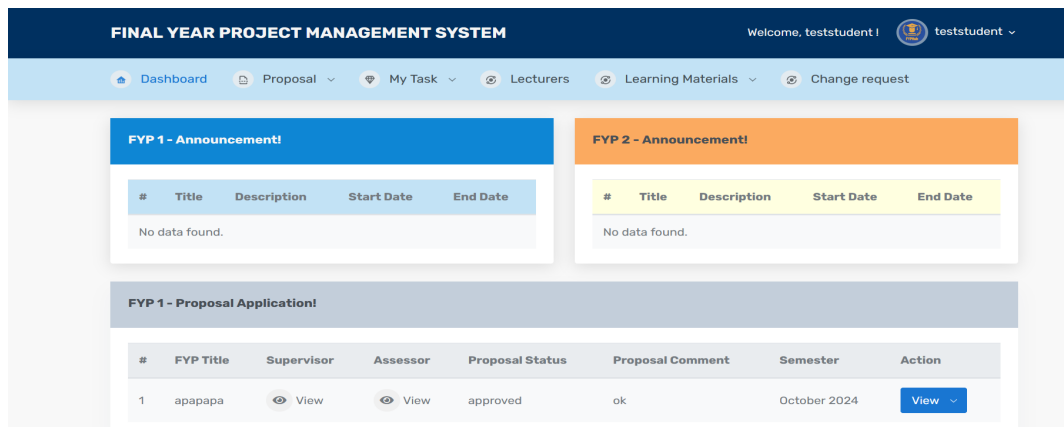 FINAL YEAR PROJECT MANAGEMENT SYSTEM
Welcome, teststudent !
teststudent
Dashboard
Proposal
My Task
Lecturers
Learning Materials
Change request
FYP 1 - Announcement!
# Title Description Start Date End Date
No data found.
FYP 2 - Announcement!
# Title Description Start Date End Date
No data found.
FYP 1 - Proposal Application!
# FYP Title Supervisor Assessor Proposal Status Proposal Comment Semester Action
1 apapapa View View approved ok October 2024 View